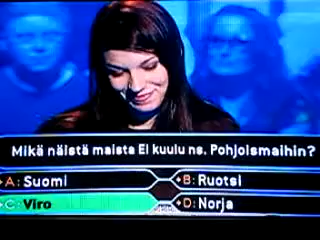 Mikä näistä maista EI kuulu ns. Pohjoismaihin?
A: Suomi
B: Ruotsi
C: Viro
D: Norja